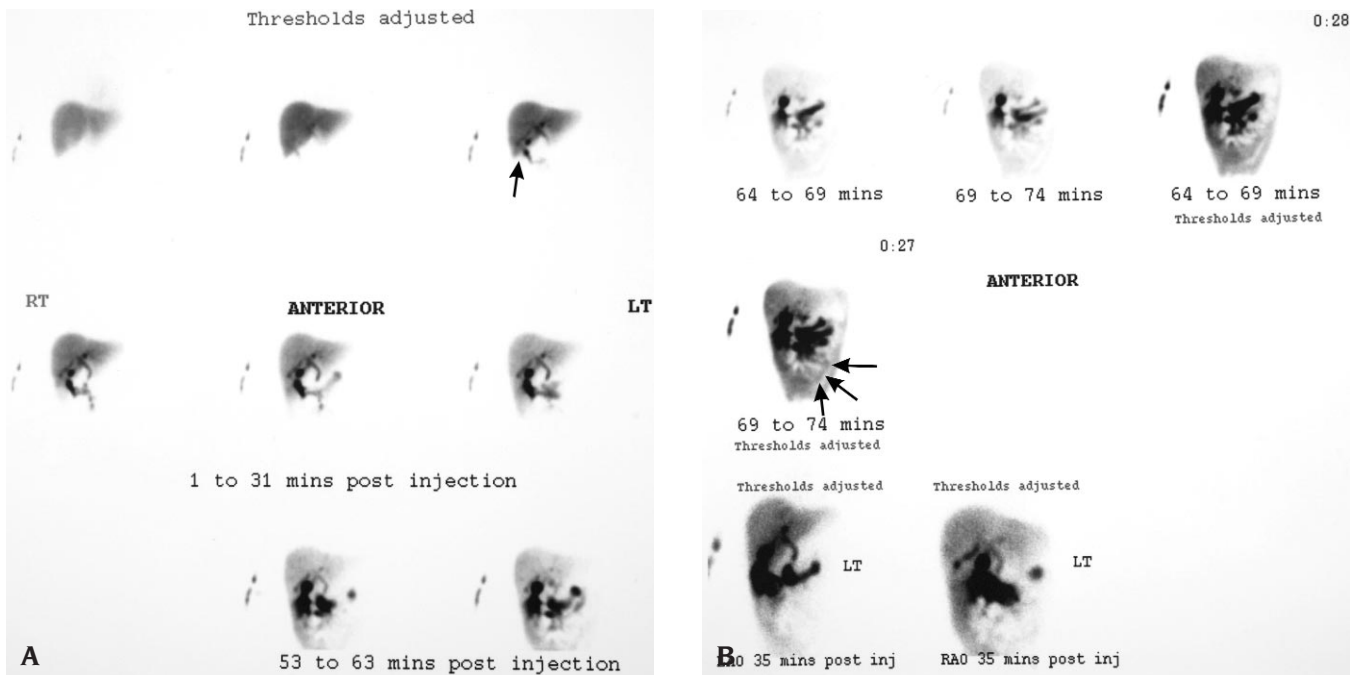 Thresholds adjusted
RT
ANTERIOR
LT
1 to 31 mins post injection
53 to 63 mins post injection
A
0:28
64 to 69 mins
69 to 74 mins
64 to 69 mins
Thresholds adjusted
0:27
ANTERIOR
69 to 74 mins
Thresholds adjusted
Thresholds adjusted
Thresholds adjusted
LT
LT
B
RAO 35 mins post inj
RAO 35 mins post inj